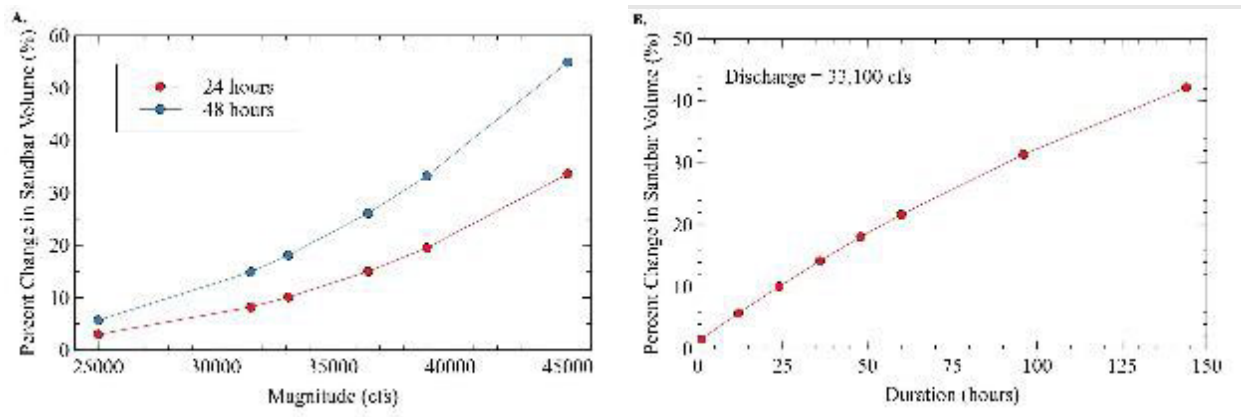 A.
Percent Change in Sandbar Volume (%)
60
50
40
30
20
10
0
24 hours
48 hours
25000 30000 35000 40000 45000
Magnitude (cfs)
B.
Percent Change in Sandbar Volume (%)
50
40
30
20
10
0
Discharge = 33,100 cfs
0 25 50 75 100 125 150
Duration (hours)